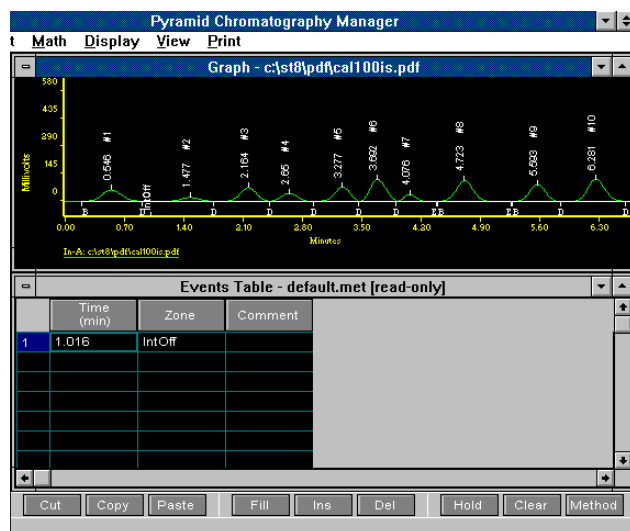 Pyramid Chromatography Manager
t Math Display View Print
Graph - c:\st8\pdf\cal100is.pdf
580
435
290
145
0
Millivolts
0.546 #1
IntOff
1.477 #2
2.164 #3
2.65 #4
3.277 #5
3.692 #6
4.076 #7
4.723 #8
5.593 #9
6.281 #10
B D D D D D D EB EB D D
0.00 0.70 1.40 2.10 2.80 3.50 4.20 4.90 5.60 6.30
Minutes
In-A: c:\st8\pdf\cal100is.pdf
Events Table - default.met [read-only]
Time (min) Zone Comment
1 1.016 IntOff
Cut Copy Paste Fill Ins Del Hold Clear Method